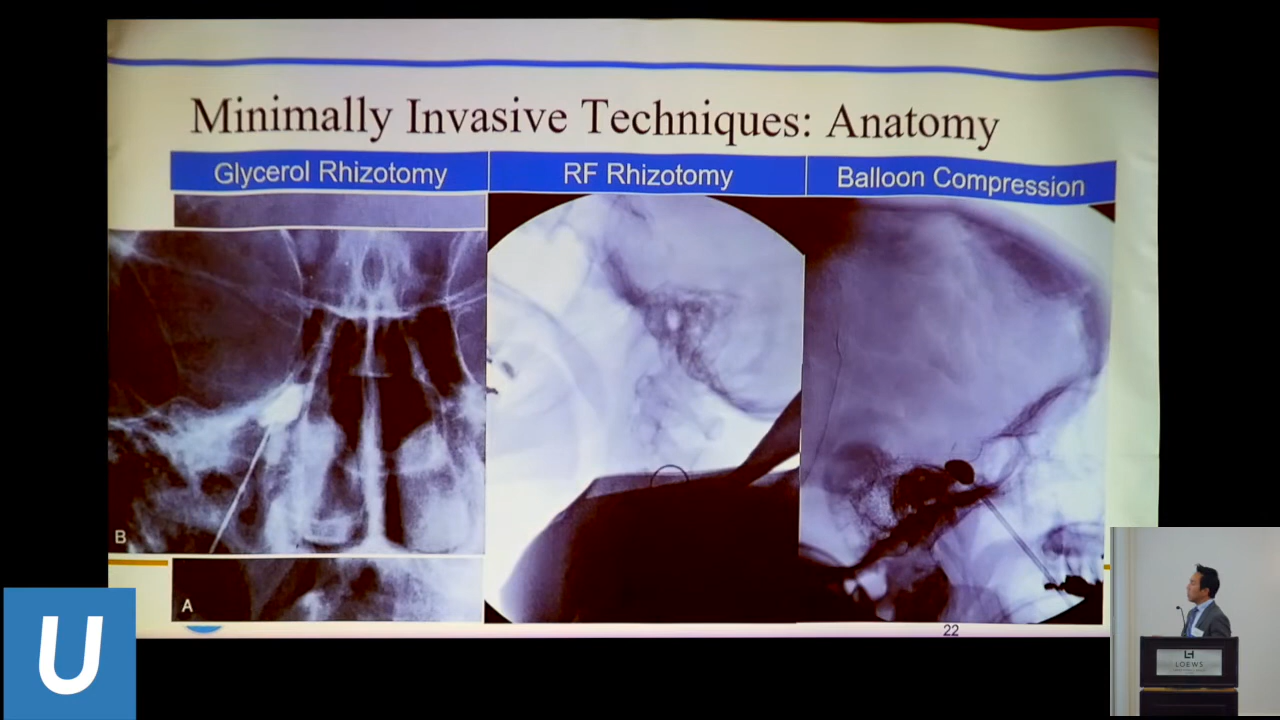 Minimally Invasive Techniques: Anatomy
Glycerol Rhizotomy
RF Rhizotomy
Balloon Compression
B
A
22
U
LOEWS